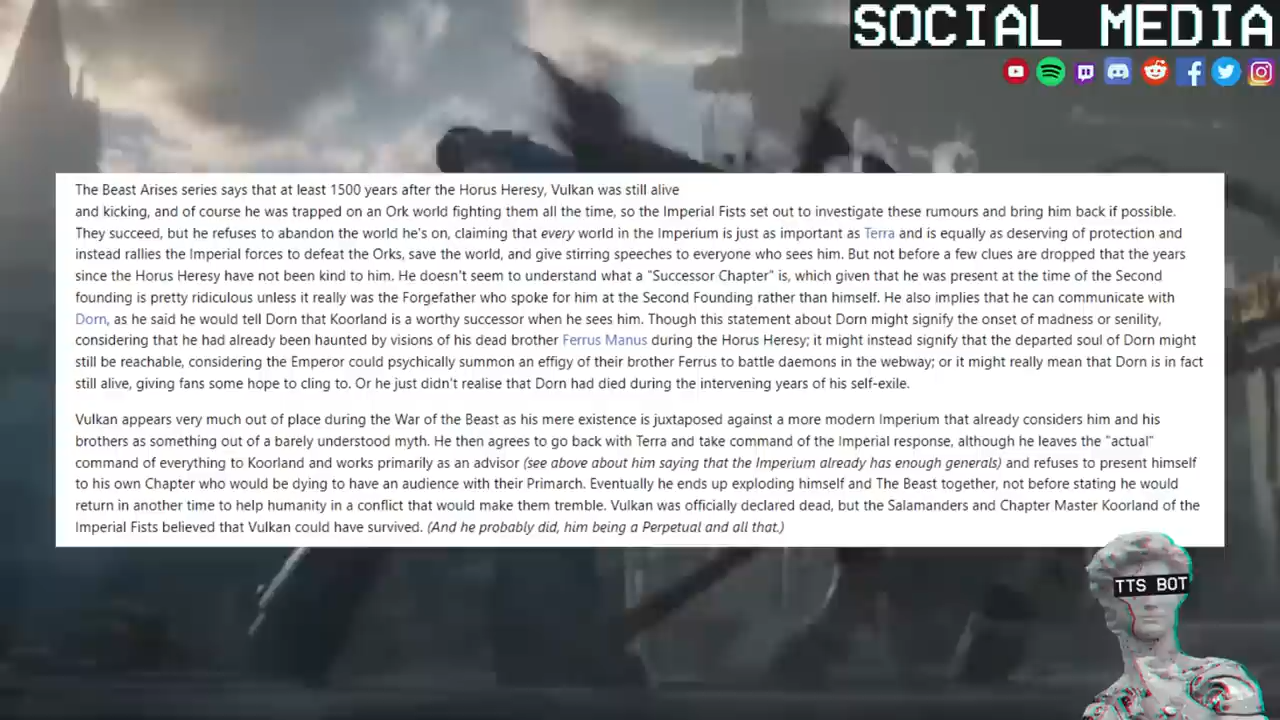 SOCIAL MEDIA
The Beast Arises series says that at least 1500 years after the Horus Heresy, Vulkan was still alive
and kicking, and of course he was trapped on an Ork world fighting them all the time, so the Imperial Fists set out to investigate these rumours and bring him back if possible.
They succeed, but he refuses to abandon the world he's on, claiming that every world in the Imperium is just as important as Terra and is equally as deserving of protection and
instead rallies the Imperial forces to defeat the Orks, save the world, and give stirring speeches to everyone who sees him. But not before a few clues are dropped that the years
since the Horus Heresy have not been kind to him. He doesn't seem to understand what a "Successor Chapter" is, which given that he was present at the time of the Second
founding is pretty ridiculous unless it really was the Forgefather who spoke for him at the Second Founding rather than himself. He also implies that he can communicate with
Dorn, as he said he would tell Dorn that Koorland is a worthy successor when he sees him. Though this statement about Dorn might signify the onset of madness or senility,
considering that he had already been haunted by visions of his dead brother Ferrus Manus during the Horus Heresy; it might instead signify that the departed soul of Dorn might
still be reachable, considering the Emperor could psychically summon an effigy of their brother Ferrus to battle daemons in the webway; or it might really mean that Dorn is in fact
still alive, giving fans some hope to cling to. Or he just didn't realise that Dorn had died during the intervening years of his self-exile.
Vulkan appears very much out of place during the War of the Beast as his mere existence is juxtaposed against a more modern Imperium that already considers him and his
brothers as something out of a barely understood myth. He then agrees to go back with Terra and take command of the Imperial response, although he leaves the "actual"
command of everything to Koorland and works primarily as an advisor (see above about him saying that the Imperium already has enough generals) and refuses to present himself
to his own Chapter who would be dying to have an audience with their Primarch. Eventually he ends up exploding himself and The Beast together, not before stating he would
return in another time to help humanity in a conflict that would make them tremble. Vulkan was officially declared dead, but the Salamanders and Chapter Master Koorland of the
Imperial Fists believed that Vulkan could have survived. (And he probably did, him being a Perpetual and all that.)
TTS BOT